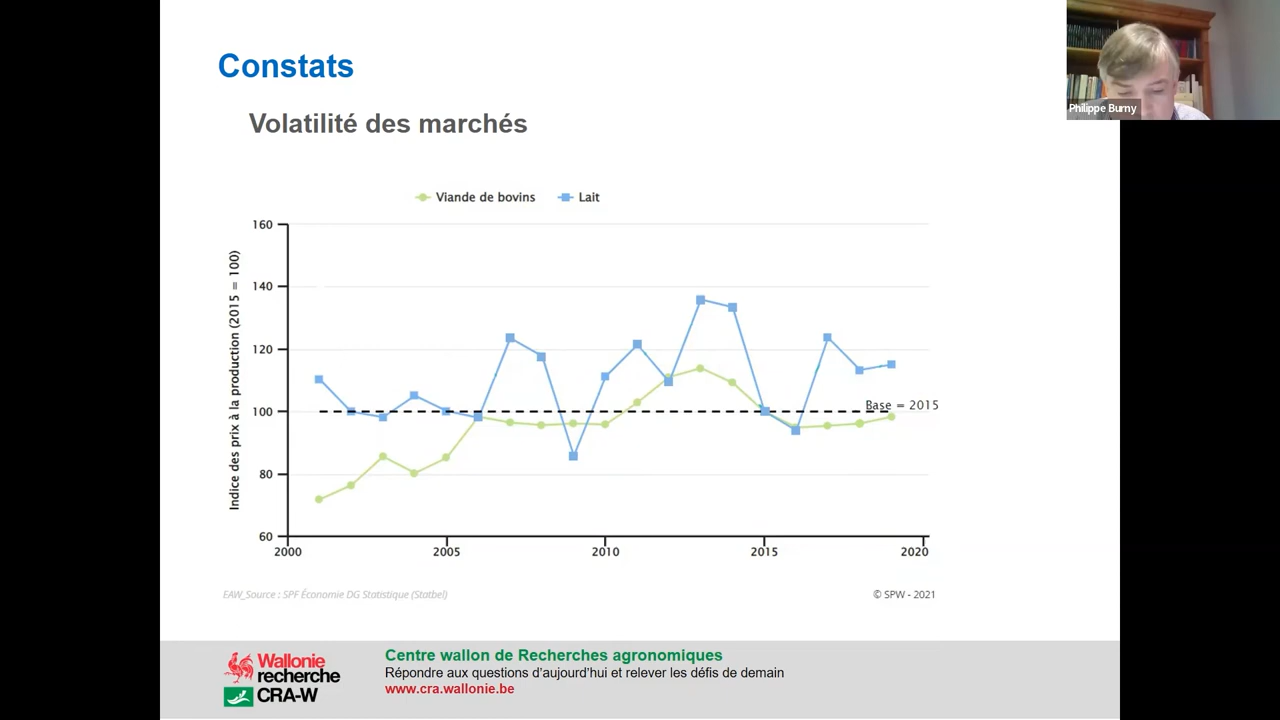 Constats
Philippe Burny
Volatilité des marchés
Viande de bovins
Lait
Indice des prix à la production (2015 = 100)
160
140
120
100
80
60
Base = 2015
2000
2005
2010
2015
2020
EAW_Source : SPF Économie DG Statistique (Statbel)
© SPW - 2021
Wallonie
recherche
CRA-W
Centre wallon de Recherches agronomiques
Répondre aux questions d'aujourd'hui et relever les défis de demain
www.cra.wallonie.be